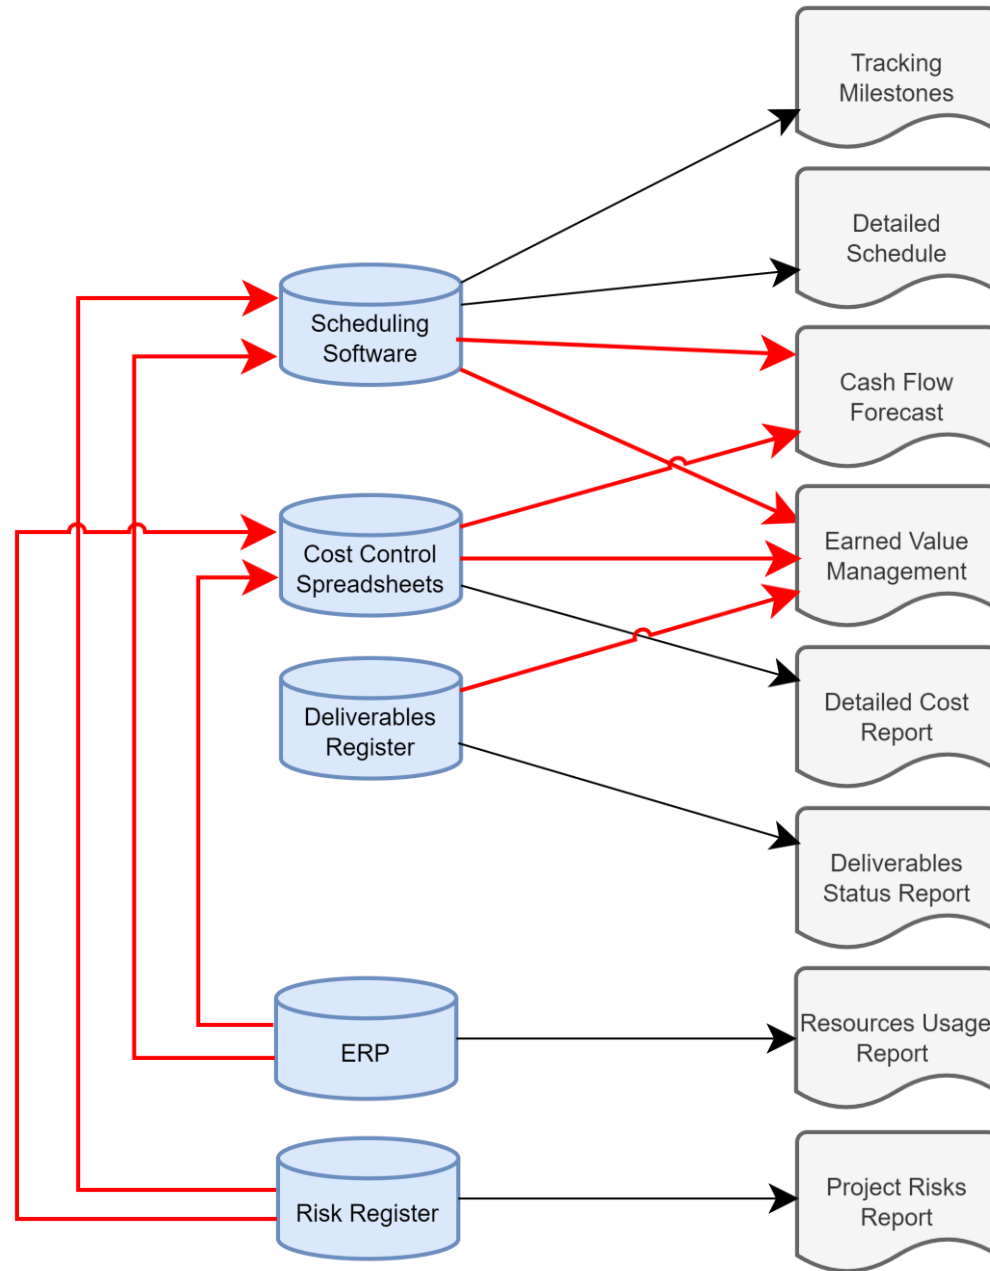 Tracking
Milestones
Detailed
Schedule
Scheduling
Software
Cash Flow
Forecast
Cost Control
Spreadsheets
Earned Value
Management
Deliverables
Register
Detailed Cost
Report
Deliverables
Status Report
ERP
Resources Usage
Report
Risk Register
Project Risks
Report